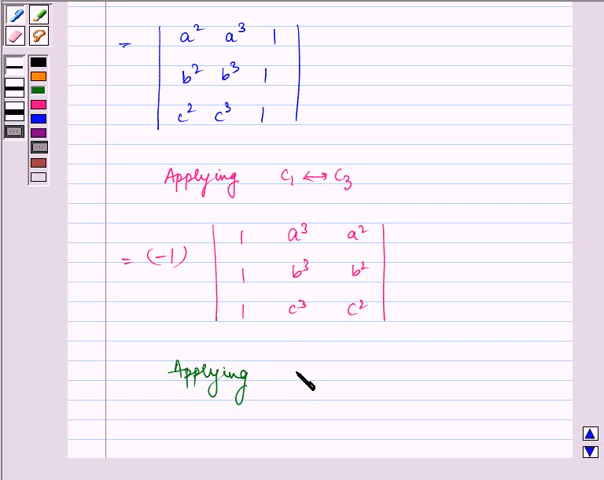 = | a² a³ 1 |
| b² b³ 1 |
| c² c³ 1 |
Applying C₁ ↔ C₃
= (-1) | 1 a³ a² |
| 1 b³ b² |
| 1 c³ c² |
Applying